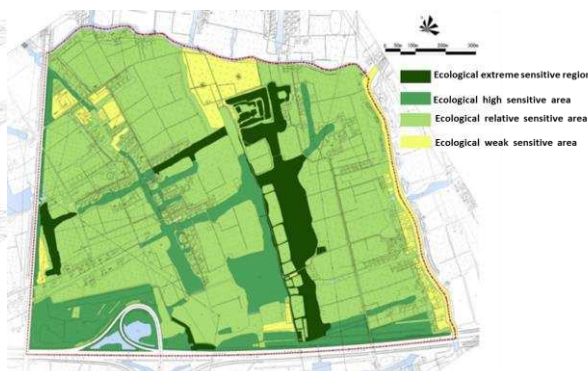 Ecological extreme sensitive region
Ecological high sensitive area
Ecological relative sensitive area
Ecological weak sensitive area